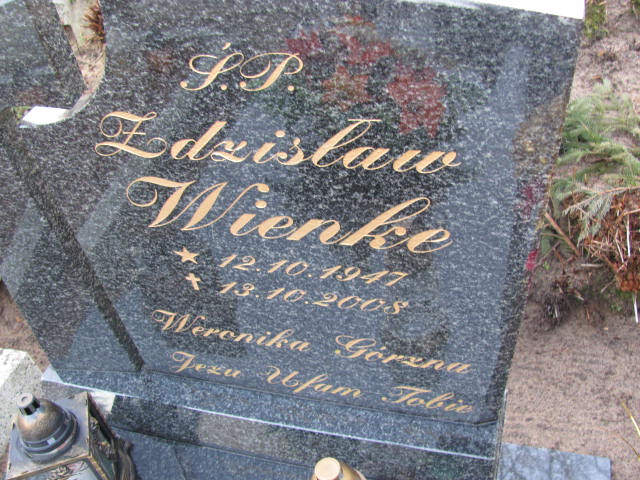 Ś.P.
Zdzisław
Wienke
★ 12.10.1947
✝ 13.10.2008
Weronika Górzna
Jezu Ufam Tobie